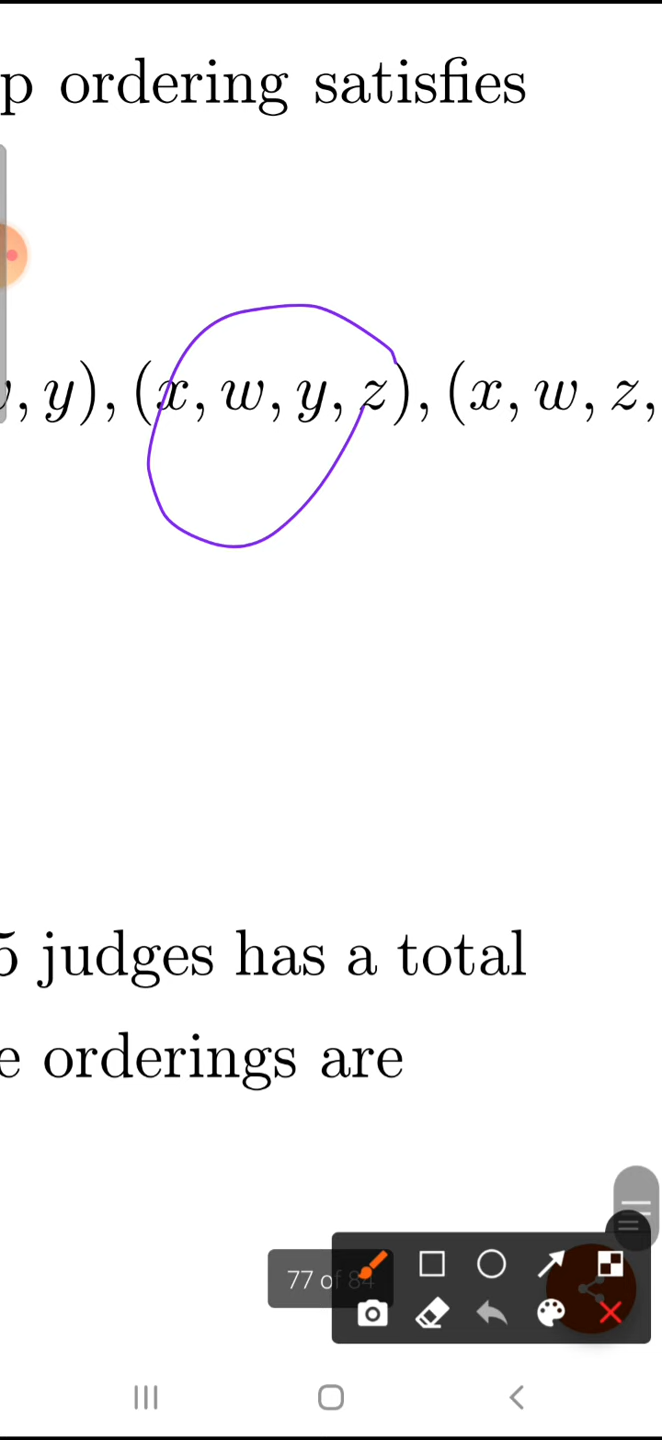 p ordering satisfies
, y), (x, w, y, z), (x, w, z,
5 judges has a total
e orderings are
77 of 84